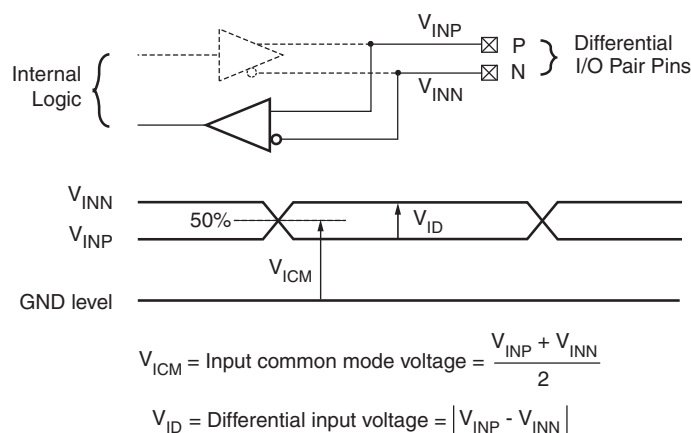 V_INP
P
Differential
I/O Pair Pins
Internal
Logic
N
V_INN
V_INN
50%
V_ID
V_INP
V_ICM
GND level
V_ICM = Input common mode voltage = (V_INP + V_INN) / 2
V_ID = Differential input voltage = |V_INP - V_INN|